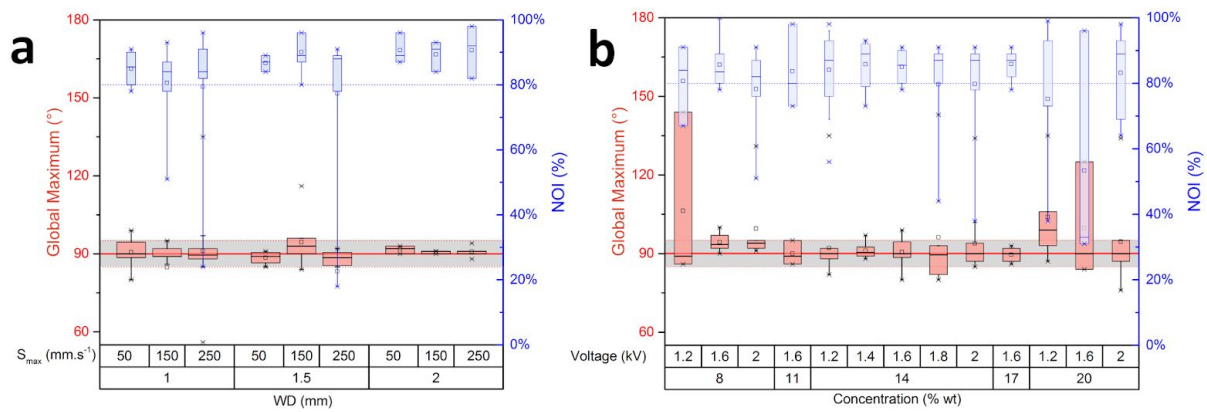 a
180
150
120
90
60
Global Maximum (°)
100%
80%
60%
40%
20%
0%
NOI (%)
Smax (mm.s-1)
50 150 250 50 150 250 50 150 250
1 1.5 2
WD (mm)
b
180
150
120
90
60
Global Maximum (°)
100%
80%
60%
40%
20%
0%
NOI (%)
Voltage (kV)
1.2 1.6 2 1.6 1.2 1.4 1.6 1.8 2 1.6 1.2 1.6 2
8 11 14 17 20
Concentration (% wt)